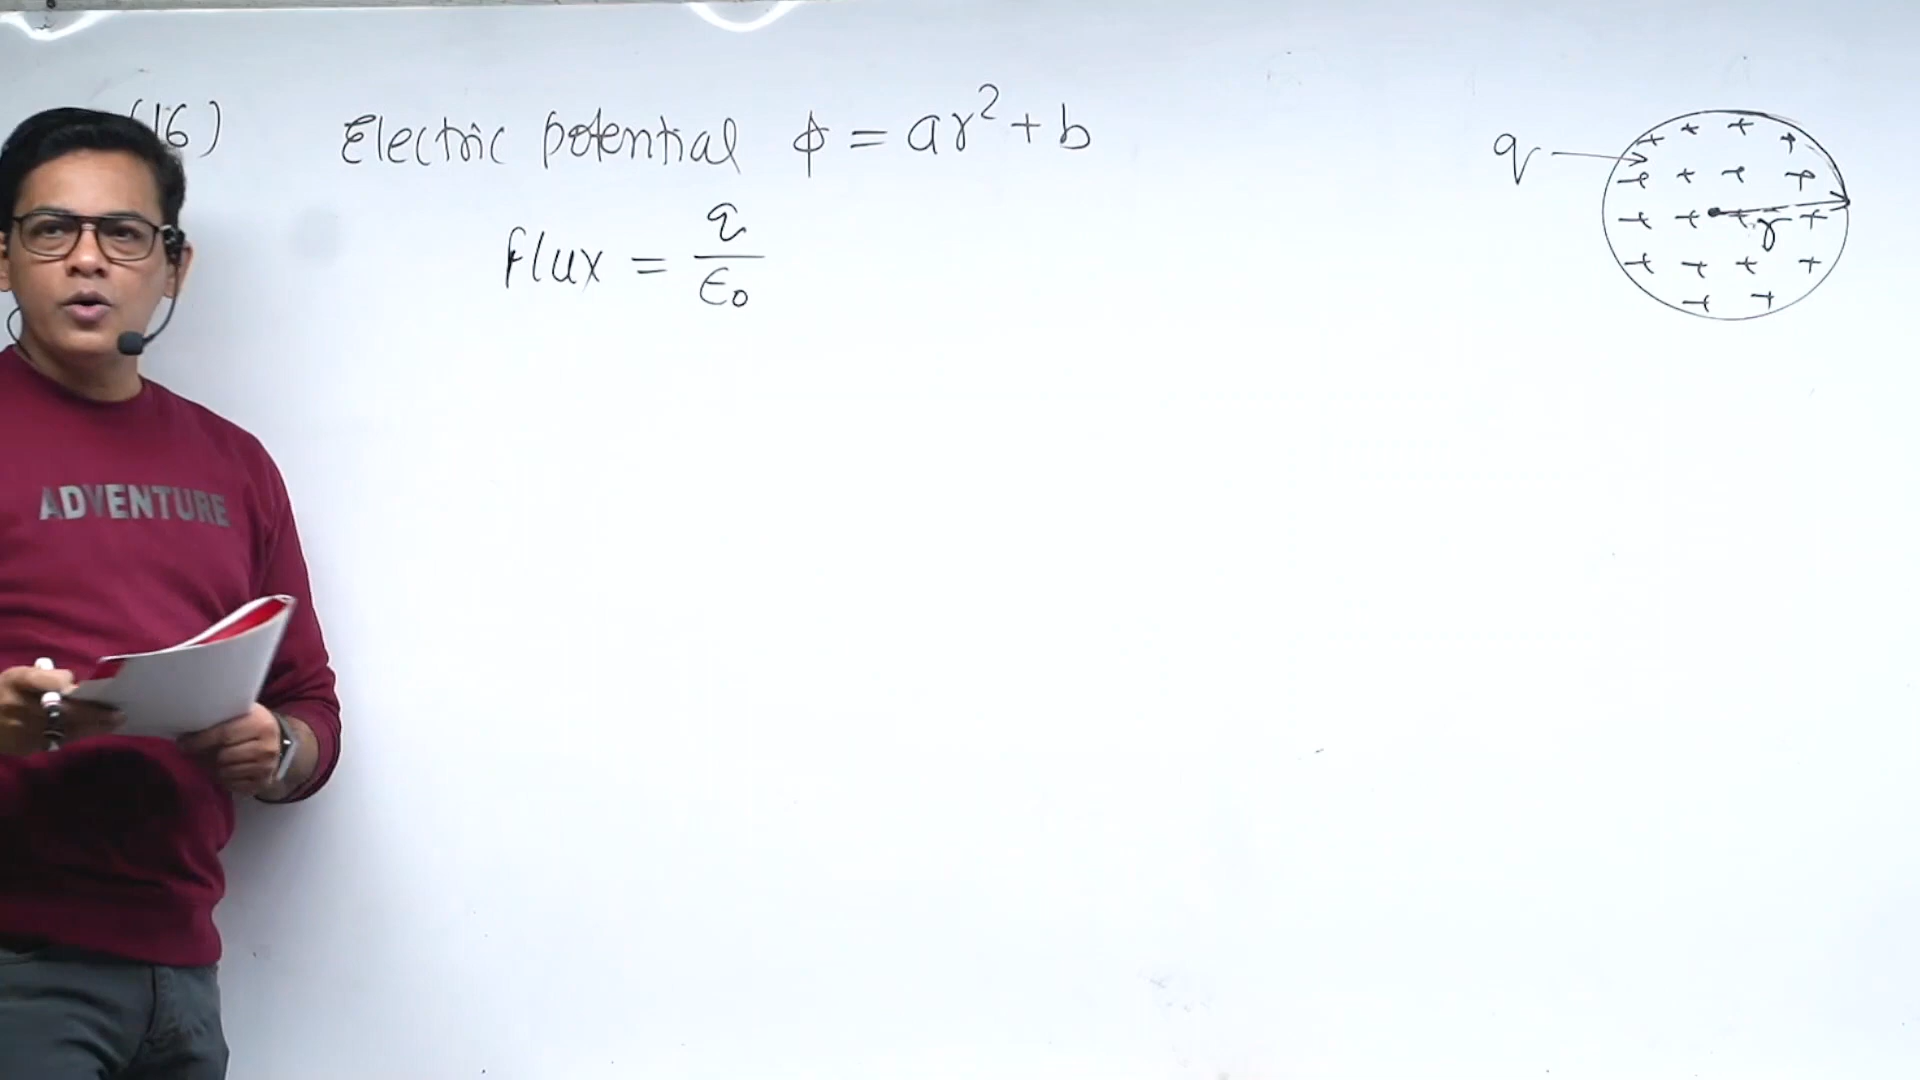 (16) Electric potential ϕ = ar² + b
flux = q/ϵ₀
q
r
ADVENTURE